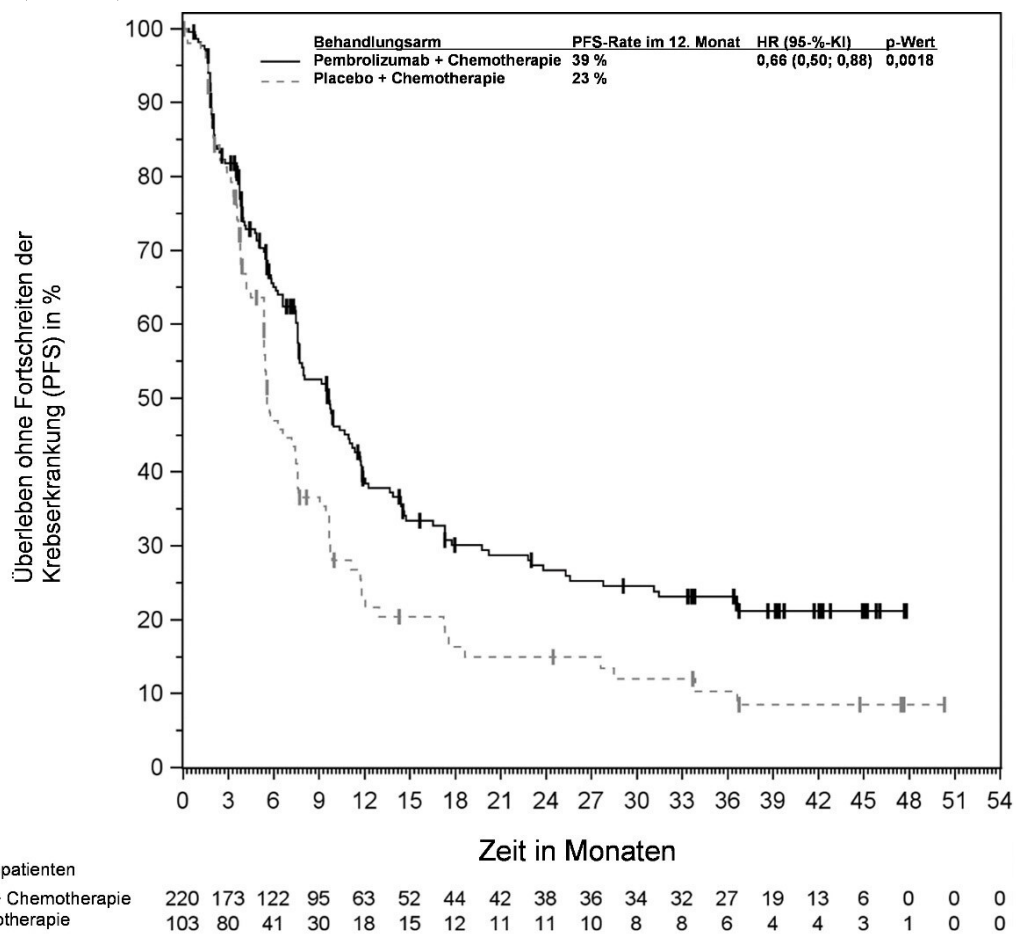 Behandlungsarm PFS-Rate im 12. Monat HR (95-%-KI) p-Wert
Pembrolizumab + Chemotherapie 39 % 0,66 (0,50; 0,88) 0,0018
Placebo + Chemotherapie 23 %
Überleben ohne Fortschreiten der
Krebserkrankung (PFS) in %
100
90
80
70
60
50
40
30
20
10
0
0 3 6 9 12 15 18 21 24 27 30 33 36 39 42 45 48 51 54
Zeit in Monaten
patienten
Chemotherapie 220 173 122 95 63 52 44 42 38 36 34 32 27 19 13 6 0 0 0
otherapie 103 80 41 30 18 15 12 11 11 10 8 8 6 4 4 3 1 0 0